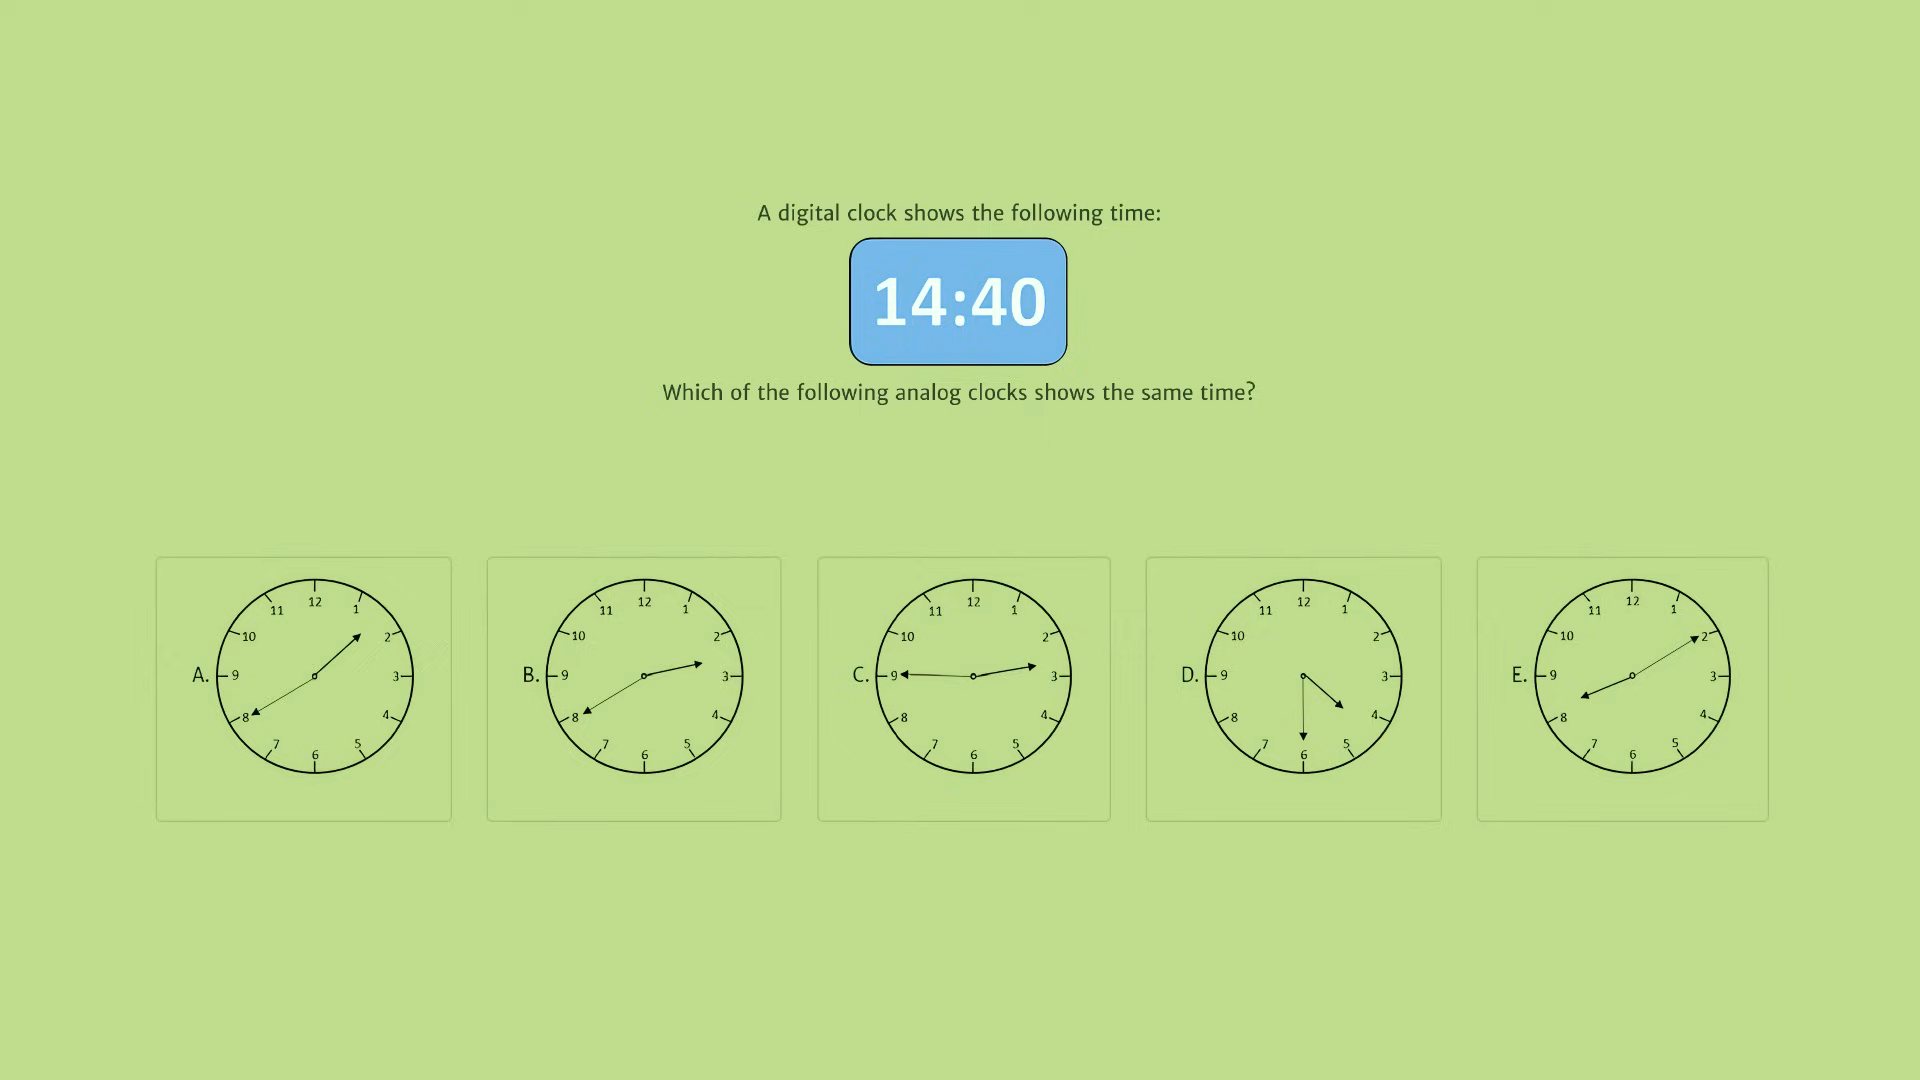 A digital clock shows the following time:
14:40
Which of the following analog clocks shows the same time?
A. 12 1 2 3 4 5 6 7 8 9 10 11
B. 12 1 2 3 4 5 6 7 8 9 10 11
C. 12 1 2 3 4 5 6 7 8 9 10 11
D. 12 1 2 3 4 5 6 7 8 9 10 11
E. 12 1 2 3 4 5 6 7 8 9 10 11